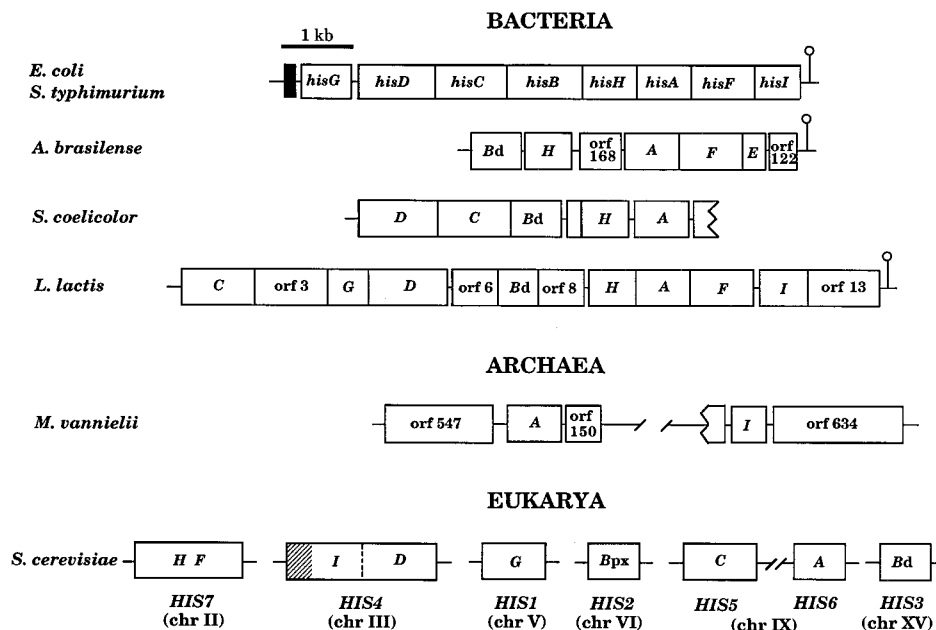 BACTERIA
1 kb
E. coli
S. typhimurium
hisG hisD hisC hisB hisH hisA hisF hisI
A. brasilense
Bd H orf 168 A F E orf 122
S. coelicolor
D C Bd H A
L. lactis
C orf 3 G D orf 6 Bd orf 8 H A F I orf 13
ARCHAEA
M. vannielii
orf 547 A orf 150 I orf 634
EUKARYA
S. cerevisiae
H F I D G Bpx C A Bd
HIS7 HIS4 HIS1 HIS2 HIS5 HIS6 HIS3
(chr II) (chr III) (chr V) (chr VI) (chr IX) (chr XV)